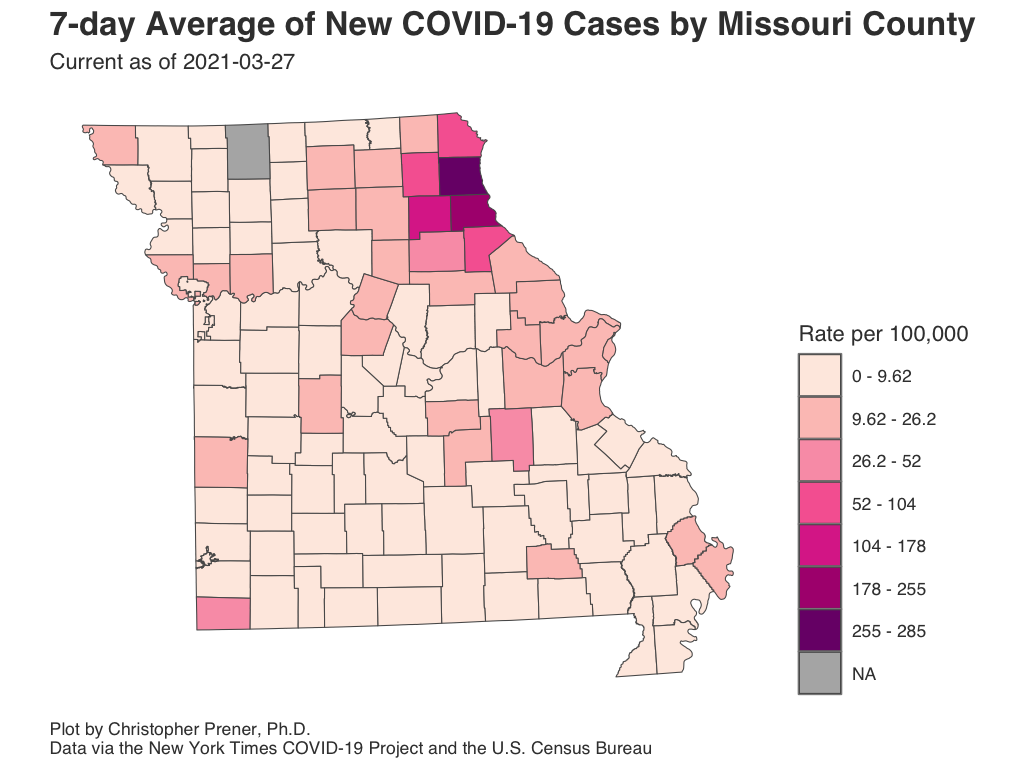 7-day Average of New COVID-19 Cases by Missouri County
Current as of 2021-03-27
Rate per 100,000
0 - 9.62
9.62 - 26.2
26.2 - 52
52 - 104
104 - 178
178 - 255
255 - 285
NA
Plot by Christopher Prener, Ph.D.
Data via the New York Times COVID-19 Project and the U.S. Census Bureau